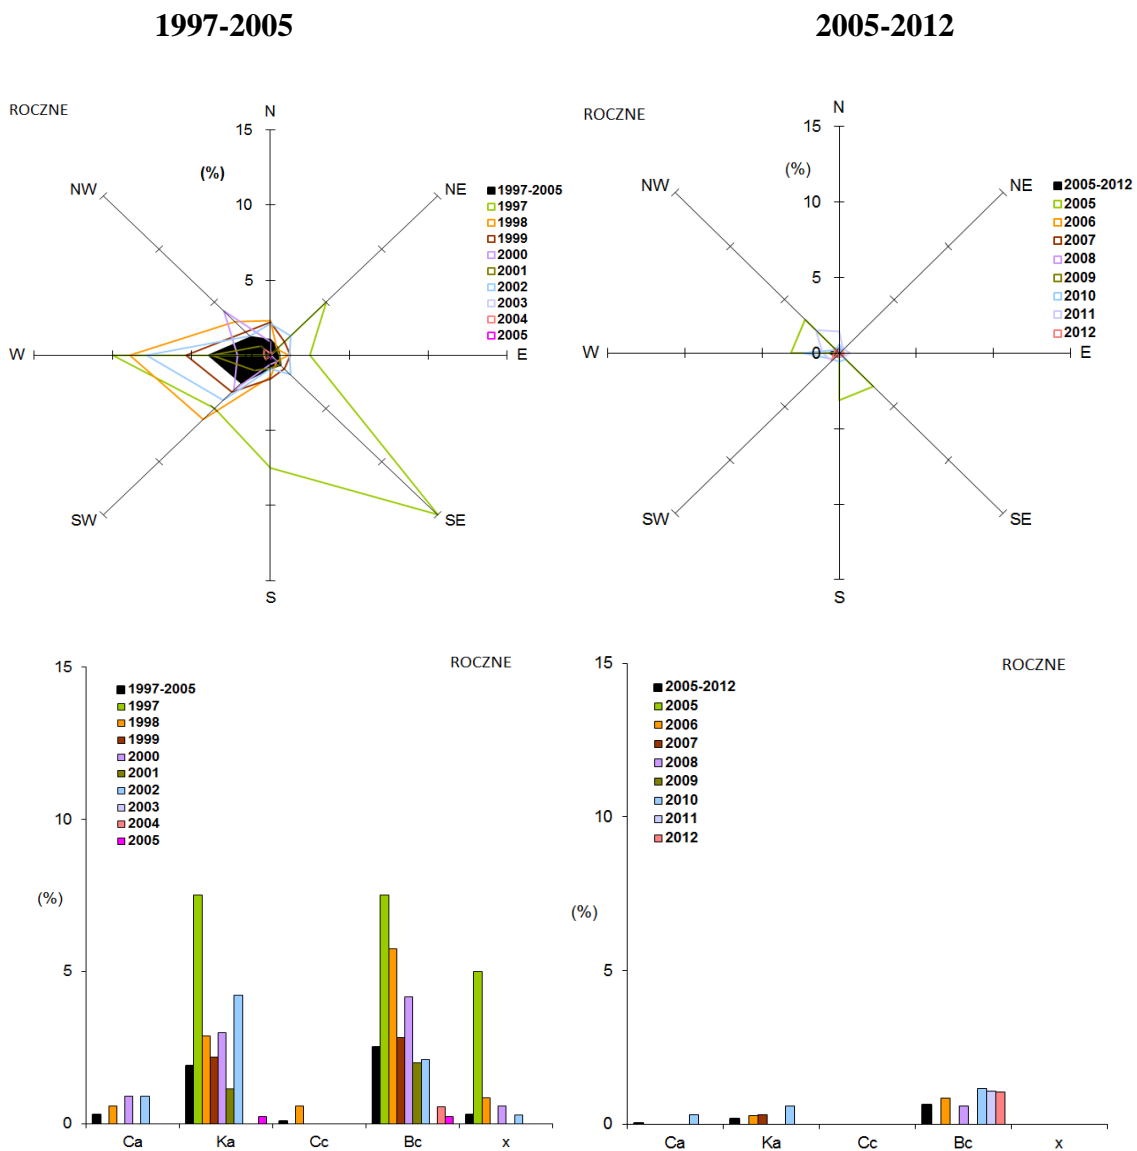 1997-2005
2005-2012
ROCZNE
N
15
(%)
10
5
NW
NE
W
E
SW
SE
S
1997-2005
1997
1998
1999
2000
2001
2002
2003
2004
2005
ROCZNE
N
15
(%)
10
5
0
NW
NE
W
E
SW
SE
S
2005-2012
2005
2006
2007
2008
2009
2010
2011
2012
ROCZNE
15
10
(%)
5
0
1997-2005
1997
1998
1999
2000
2001
2002
2003
2004
2005
Ca Ka Cc Bc x
ROCZNE
15
10
(%)
5
0
2005-2012
2005
2006
2007
2008
2009
2010
2011
2012
Ca Ka Cc Bc x